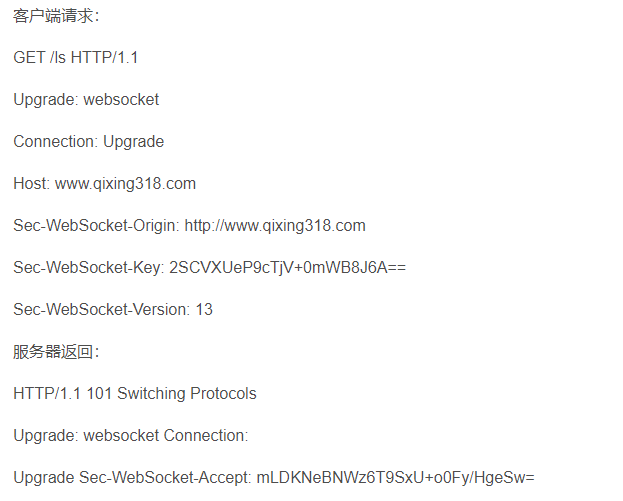 客户端请求：
GET /ls HTTP/1.1
Upgrade: websocket
Connection: Upgrade
Host: www.qixing318.com
Sec-WebSocket-Origin: http://www.qixing318.com
Sec-WebSocket-Key: 2SCVXUeP9cTjV+0mWB8J6A==
Sec-WebSocket-Version: 13
服务器返回：
HTTP/1.1 101 Switching Protocols
Upgrade: websocket Connection:
Upgrade Sec-WebSocket-Accept: mLDKNeBNWz6T9SxU+o0Fy/HgeSw=